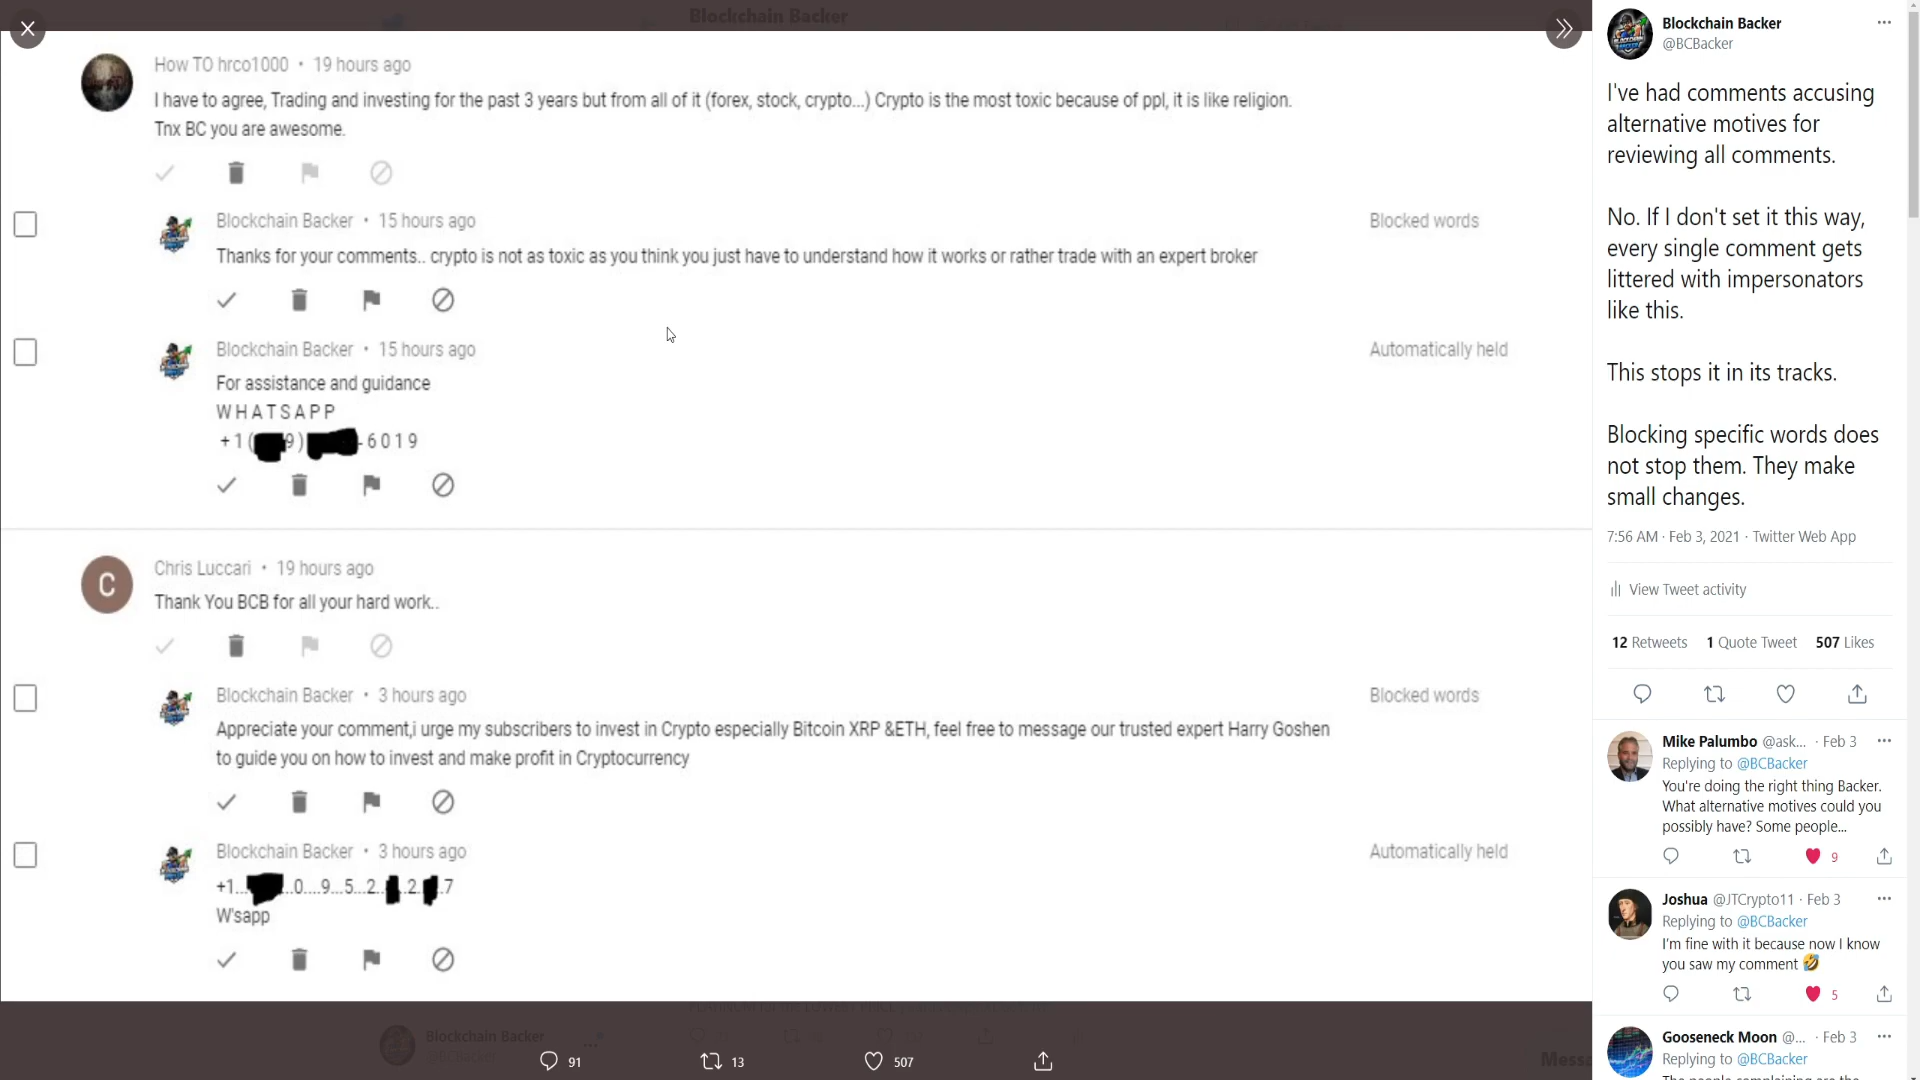 Blockchain Backer
How TO hrco1000 • 19 hours ago
I have to agree, Trading and investing for the past 3 years but from all of it (forex, stock, crypto...) Crypto is the most toxic because of ppl, it is like religion.
Tnx BC you are awesome.
Blockchain Backer • 15 hours ago
Blocked words
Thanks for your comments.. crypto is not as toxic as you think you just have to understand how it works or rather trade with an expert broker
Blockchain Backer • 15 hours ago
Automatically held
For assistance and guidance
W H A T S A P P
+ 1 ( 9 ) - 6 0 1 9
Chris Luccari • 19 hours ago
C
Thank You BCB for all your hard work..
Blockchain Backer • 3 hours ago
Blocked words
Appreciate your comment,i urge my subscribers to invest in Crypto especially Bitcoin XRP &ETH, feel free to message our trusted expert Harry Goshen
to guide you on how to invest and make profit in Cryptocurrency
Blockchain Backer • 3 hours ago
Automatically held
+1... ..0....9...5...2.. .2 .7
W'sapp
Blockchain Backer
@BCBacker
91
13
507
Blockchain Backer
@BCBacker
I've had comments accusing
alternative motives for
reviewing all comments.
No. If I don't set it this way,
every single comment gets
littered with impersonators
like this.
This stops it in its tracks.
Blocking specific words does
not stop them. They make
small changes.
7:56 AM · Feb 3, 2021 · Twitter Web App
View Tweet activity
12 Retweets 1 Quote Tweet 507 Likes
Mike Palumbo @ask... · Feb 3
Replying to @BCBacker
You're doing the right thing Backer.
What alternative motives could you
possibly have? Some people...
9
Joshua @JTCrypto11 · Feb 3
Replying to @BCBacker
I'm fine with it because now I know
you saw my comment 🤣
5
Gooseneck Moon @... · Feb 3
Replying to @BCBacker